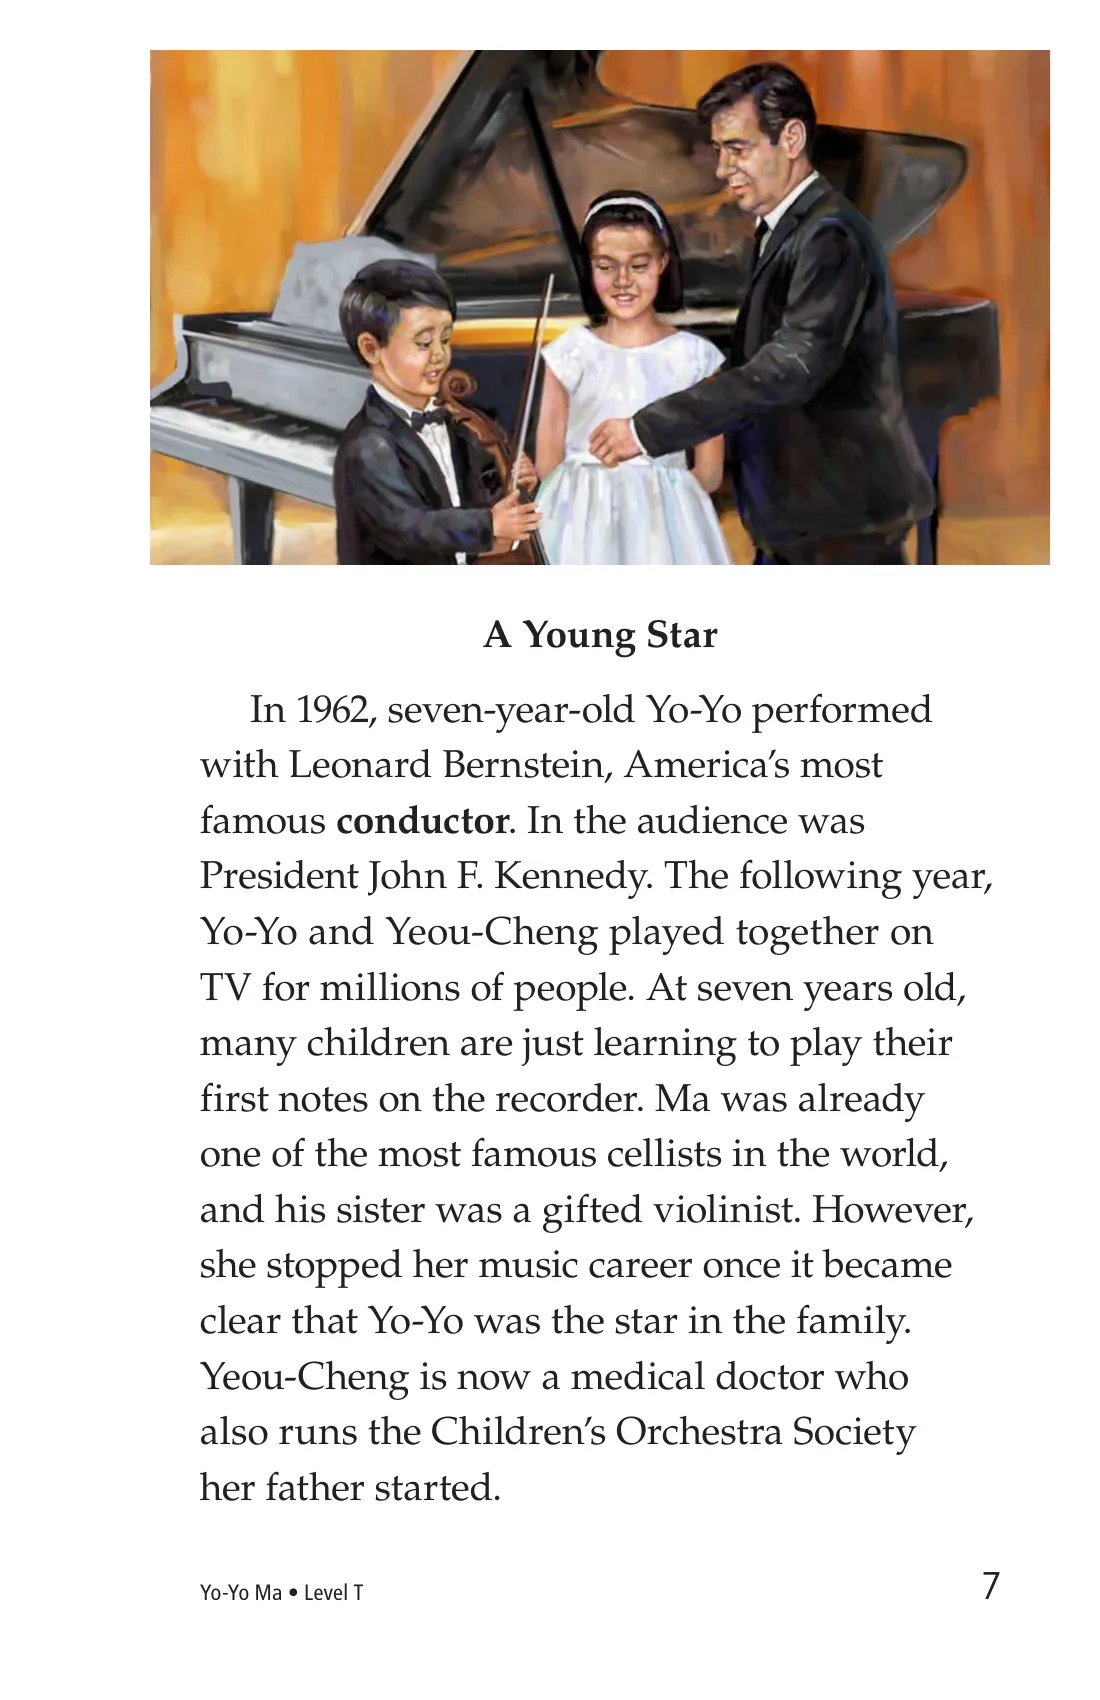 A Young Star
In 1962, seven-year-old Yo-Yo performed
with Leonard Bernstein, America’s most
famous conductor. In the audience was
President John F. Kennedy. The following year,
Yo-Yo and Yeou-Cheng played together on
TV for millions of people. At seven years old,
many children are just learning to play their
first notes on the recorder. Ma was already
one of the most famous cellists in the world,
and his sister was a gifted violinist. However,
she stopped her music career once it became
clear that Yo-Yo was the star in the family.
Yeou-Cheng is now a medical doctor who
also runs the Children’s Orchestra Society
her father started.
Yo-Yo Ma • Level T
7